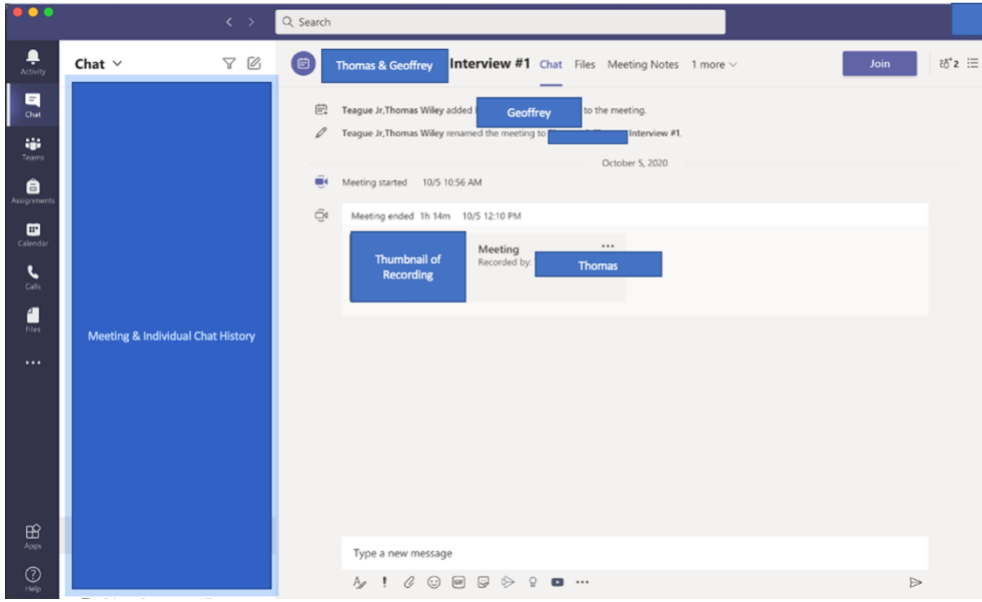 Search
Activity
Chat
Teams
Assignments
Calendar
Calls
Files
Apps
Help
Chat
Meeting & Individual Chat History
Thomas & Geoffrey Interview #1 Chat Files Meeting Notes 1 more Join 2
Teague Jr,Thomas Wiley added Geoffrey to the meeting.
Teague Jr,Thomas Wiley renamed the meeting to Interview #1.
October 5, 2020
Meeting started 10/5 10:56 AM
Meeting ended 1h 14m 10/5 12:10 PM
Thumbnail of
Recording
Meeting
Recorded by: Thomas
Type a new message
GIF